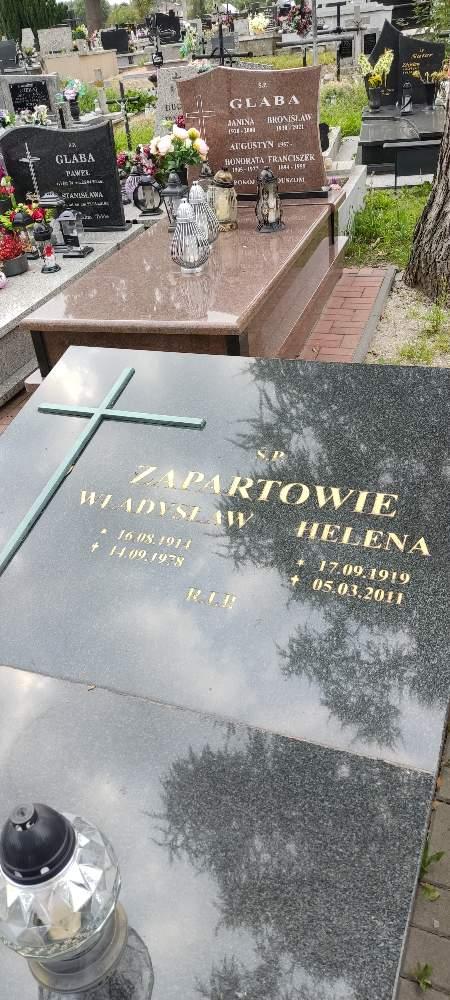 Ś.P.
GLABA
JANINA BRONISŁAW
AUGUSTYN
HONORATA FRANCISZEK
GLABA
PAWEŁ
STANISŁAWA
Ś.P.
ZAPARTOWIE
WŁADYSŁAW HELENA
* 16.08.1914 * 17.09.1919
+ 14.09.1978 + 05.03.2011
R.I.P.